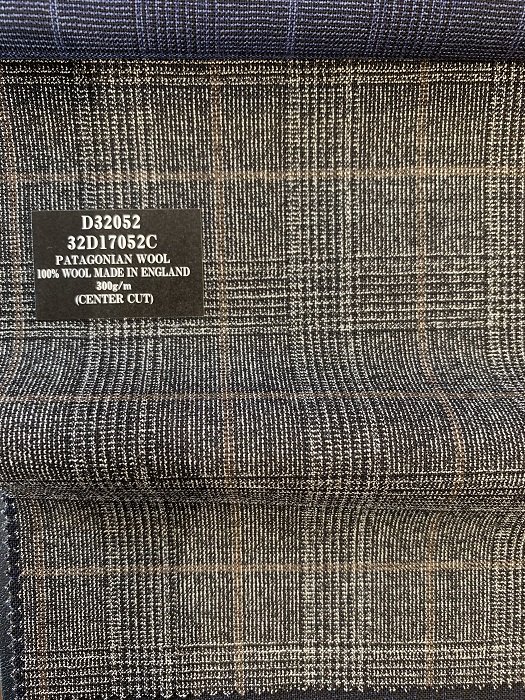 D32052
32D17052C
PATAGONIAN WOOL
100% WOOL MADE IN ENGLAND
300g/m
(CENTER CUT)